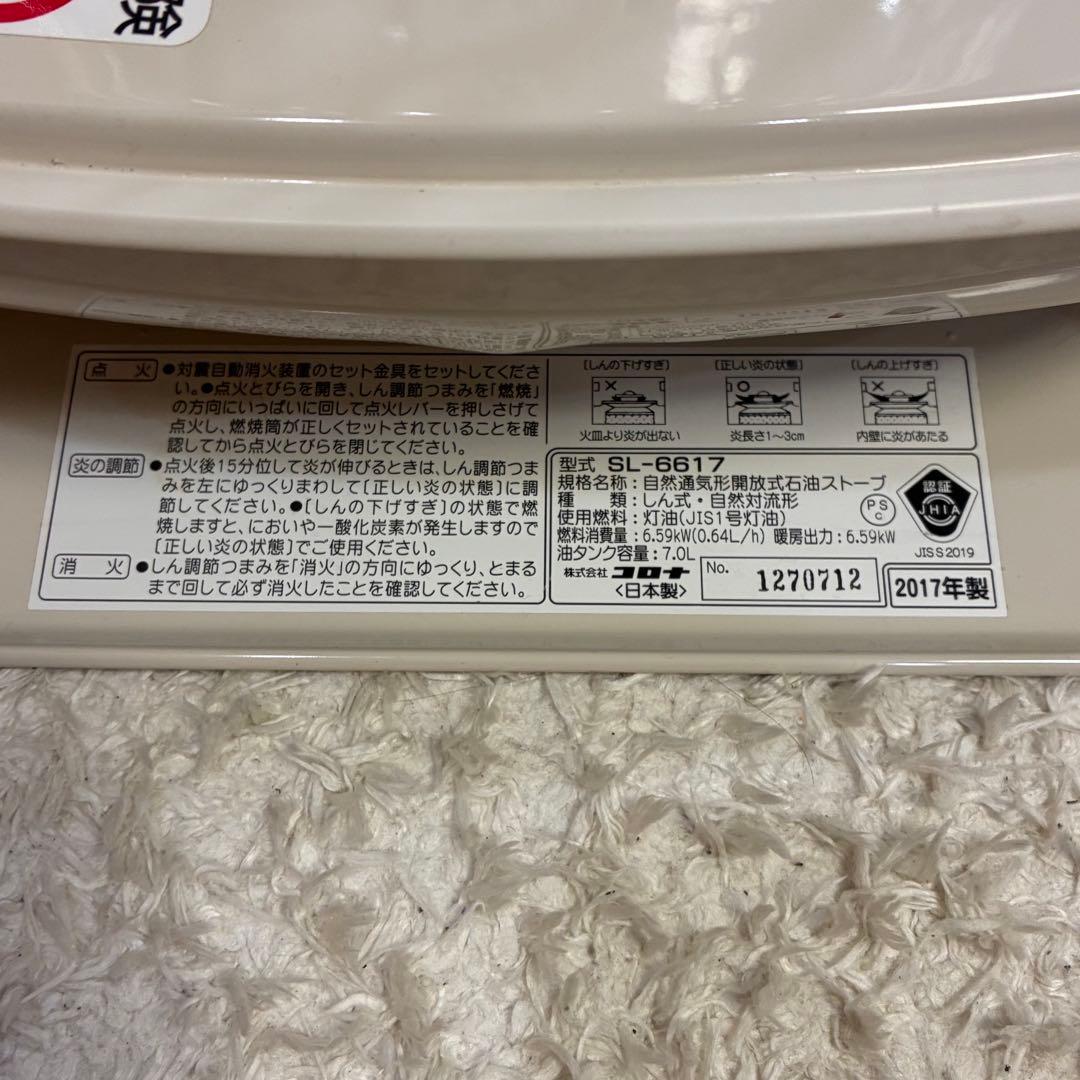 険
点　火 ●対震自動消火装置のセット金具をセットしてくださ
い。●点火とびらを開き、しん調節つまみを「燃焼」
の方向にいっぱいに回して点火レバーを押しさげて
点火し、燃焼筒が正しくセットされていることを確
認してから点火とびらを閉じてください。
炎の調節 ●点火後15分位して炎が伸びるときは、しん調節つま
みを左にゆっくりまわして〔正しい炎の状態〕に調
節してください。●〔しんの下げすぎ〕の状態で燃
焼しますと、においや一酸化炭素が発生しますので
〔正しい炎の状態〕でご使用ください。
消　火 ●しん調節つまみを「消火」の方向にゆっくり、とまる
まで回して必ず消火したことを確認してください。
〔しんの下げすぎ〕 〔正しい炎の状態〕 〔しんの上げすぎ〕
火皿より炎が出ない 炎長さ1〜3cm 内壁に炎があたる
型式 SL-6617
規格名称：自然通気形開放式石油ストーブ
種　類：しん式・自然対流形
使用燃料：灯油(JIS1号灯油)
燃料消費量：6.59kW(0.64L/h) 暖房出力：6.59kW
油タンク容量：7.0L
株式会社 コロナ
<日本製>
No. 1270712
2017年製
PS
C
認証
JHIA
JIS S 2019